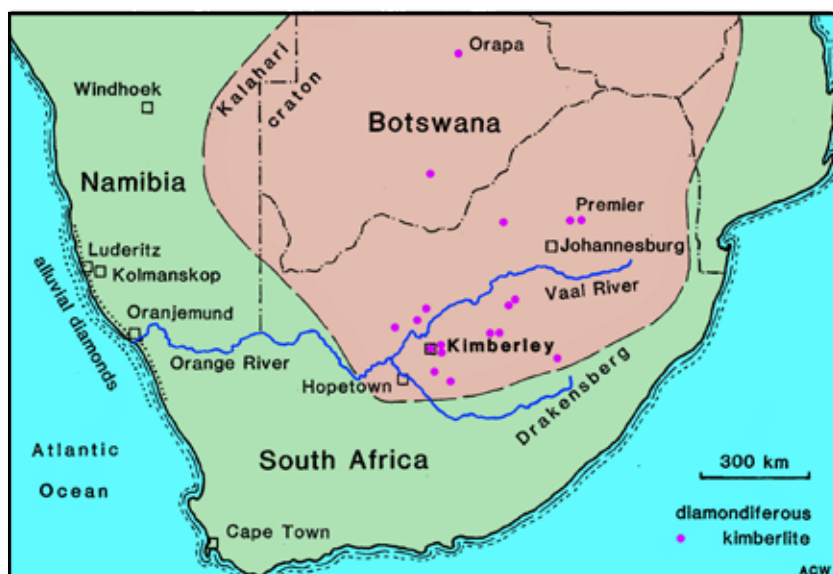 Orapa
Kalahari
craton
Windhoek
Botswana
Namibia
Premier
Luderitz
Kolmanskop
Johannesburg
alluvial diamonds
Oranjemund
Vaal River
Orange River
Kimberley
Hopetown
Drakensberg
Atlantic
Ocean
South Africa
300 km
diamondiferous
kimberlite
Cape Town
ACW